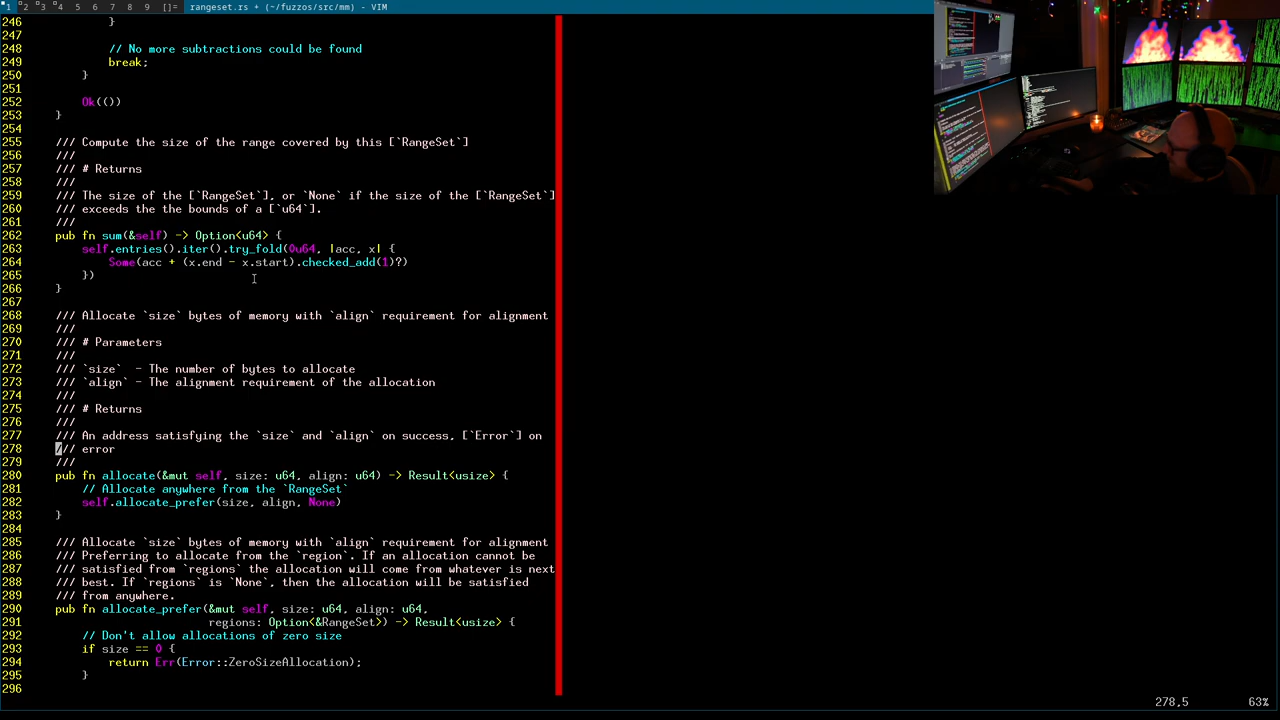 1 2 3 4 5 6 7 8 9 []= rangeset.rs + (~/fuzzos/src/mm) - VIM
246         }
247
248         // No more subtractions could be found
249         break;
250     }
251
252     Ok(())
253 }
254
255 /// Compute the size of the range covered by this [`RangeSet`]
256 ///
257 /// # Returns
258 ///
259 /// The size of the [`RangeSet`], or `None` if the size of the [`RangeSet`]
260 /// exceeds the the bounds of a [`u64`].
261 ///
262 pub fn sum(&self) -> Option<u64> {
263     self.entries().iter().try_fold(0u64, |acc, x| {
264         Some(acc + (x.end - x.start).checked_add(1)?)
265     })
266 }
267
268 /// Allocate `size` bytes of memory with `align` requirement for alignment
269 ///
270 /// # Parameters
271 ///
272 /// `size`  - The number of bytes to allocate
273 /// `align` - The alignment requirement of the allocation
274 ///
275 /// # Returns
276 ///
277 /// An address satisfying the `size` and `align` on success, [`Error`] on
278 /// error
279 ///
280 pub fn allocate(&mut self, size: u64, align: u64) -> Result<usize> {
281     // Allocate anywhere from the `RangeSet`
282     self.allocate_prefer(size, align, None)
283 }
284
285 /// Allocate `size` bytes of memory with `align` requirement for alignment
286 /// Preferring to allocate from the `region`. If an allocation cannot be
287 /// satisfied from `regions` the allocation will come from whatever is next
288 /// best. If `regions` is `None`, then the allocation will be satisfied
289 /// from anywhere.
290 pub fn allocate_prefer(&mut self, size: u64, align: u64,
291                        regions: Option<&RangeSet>) -> Result<usize> {
292     // Don't allow allocations of zero size
293     if size == 0 {
294         return Err(Error::ZeroSizeAllocation);
295     }
296
278,5 63%